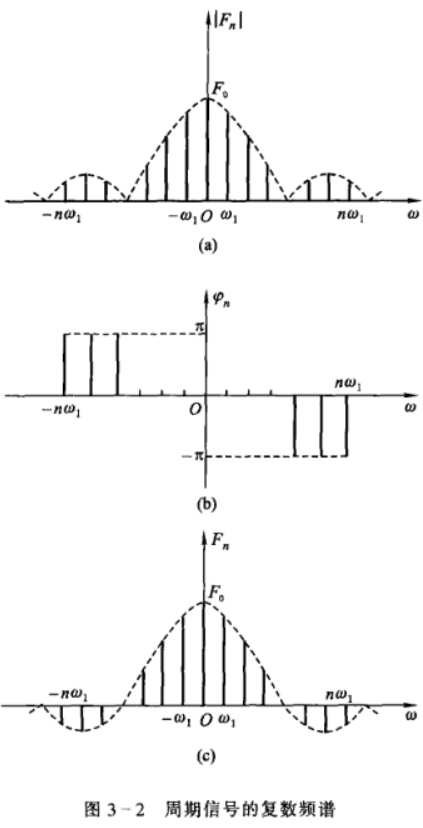 |Fₙ|
F₀
-nω₁ -ω₁ O ω₁ nω₁ ω
(a)
φₙ
π
nω₁
-nω₁ O ω
-π
(b)
Fₙ
F₀
-nω₁ nω₁
-ω₁ O ω₁ ω
(c)
图 3-2 周期信号的复数频谱